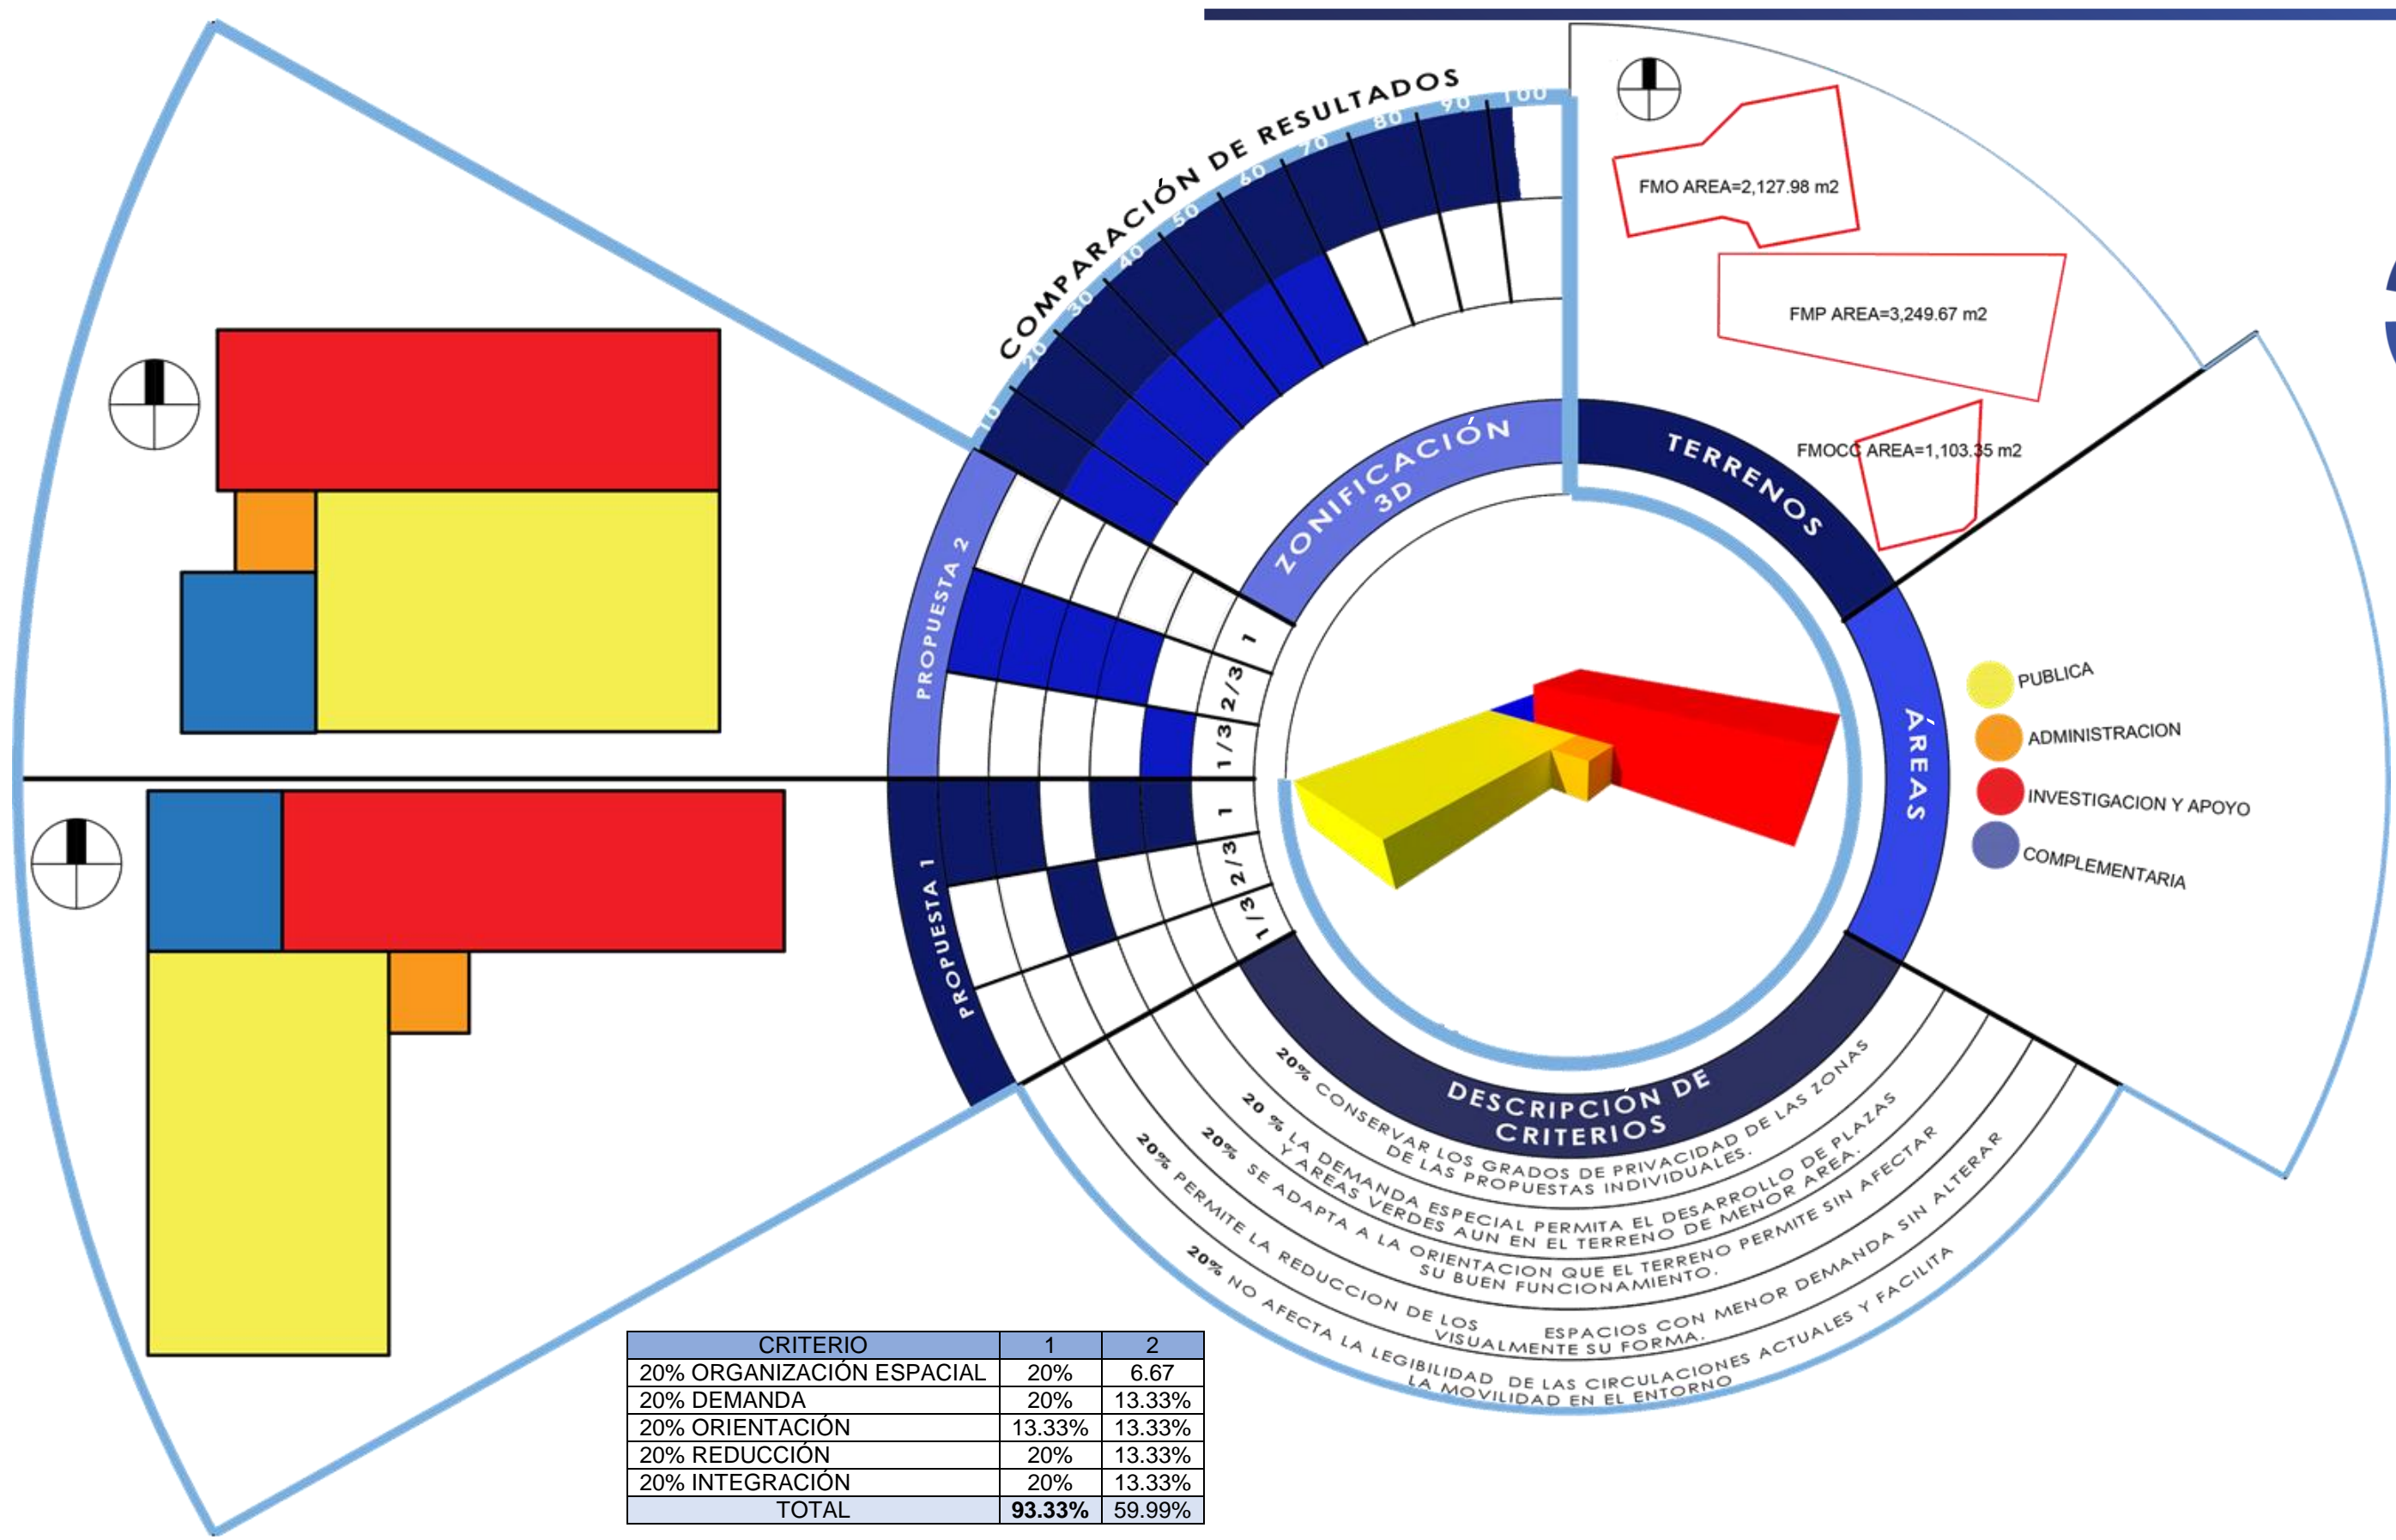 COMPARACIÓN DE RESULTADOS
10
20
30
40
50
60
70
80
90
100
ZONIFICACIÓN
3D
TERRENOS
FMO AREA=2,127.98 m2
FMP AREA=3,249.67 m2
FMOCC AREA=1,103.35 m2
ÁREAS
PUBLICA
ADMINISTRACION
INVESTIGACION Y APOYO
COMPLEMENTARIA
PROPUESTA 2
1
2/3
1/3
PROPUESTA 1
1
2/3
1/3
DESCRIPCIÓN DE
CRITERIOS
20% CONSERVAR LOS GRADOS DE PRIVACIDAD DE LAS ZONAS
DE LAS PROPUESTAS INDIVIDUALES.
20 % LA DEMANDA ESPECIAL PERMITA EL DESARROLLO DE PLAZAS
Y AREAS VERDES AUN EN EL TERRENO DE MENOR AREA.
20% SE ADAPTA A LA ORIENTACION QUE EL TERRENO PERMITE SIN AFECTAR
SU BUEN FUNCIONAMIENTO.
20% PERMITE LA REDUCCION DE LOS ESPACIOS CON MENOR DEMANDA SIN ALTERAR
VISUALMENTE SU FORMA.
20% NO AFECTA LA LEGIBILIDAD DE LAS CIRCULACIONES ACTUALES Y FACILITA
LA MOVILIDAD EN EL ENTORNO
CRITERIO 1 2
20% ORGANIZACIÓN ESPACIAL 20% 6.67
20% DEMANDA 20% 13.33%
20% ORIENTACIÓN 13.33% 13.33%
20% REDUCCIÓN 20% 13.33%
20% INTEGRACIÓN 20% 13.33%
TOTAL 93.33% 59.99%